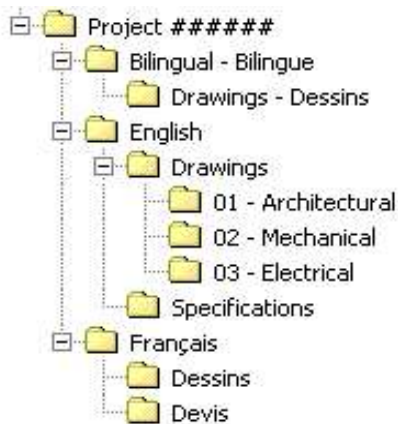 Project ######
Bilingual - Bilingue
Drawings - Dessins
English
Drawings
01 - Architectural
02 - Mechanical
03 - Electrical
Specifications
Français
Dessins
Devis